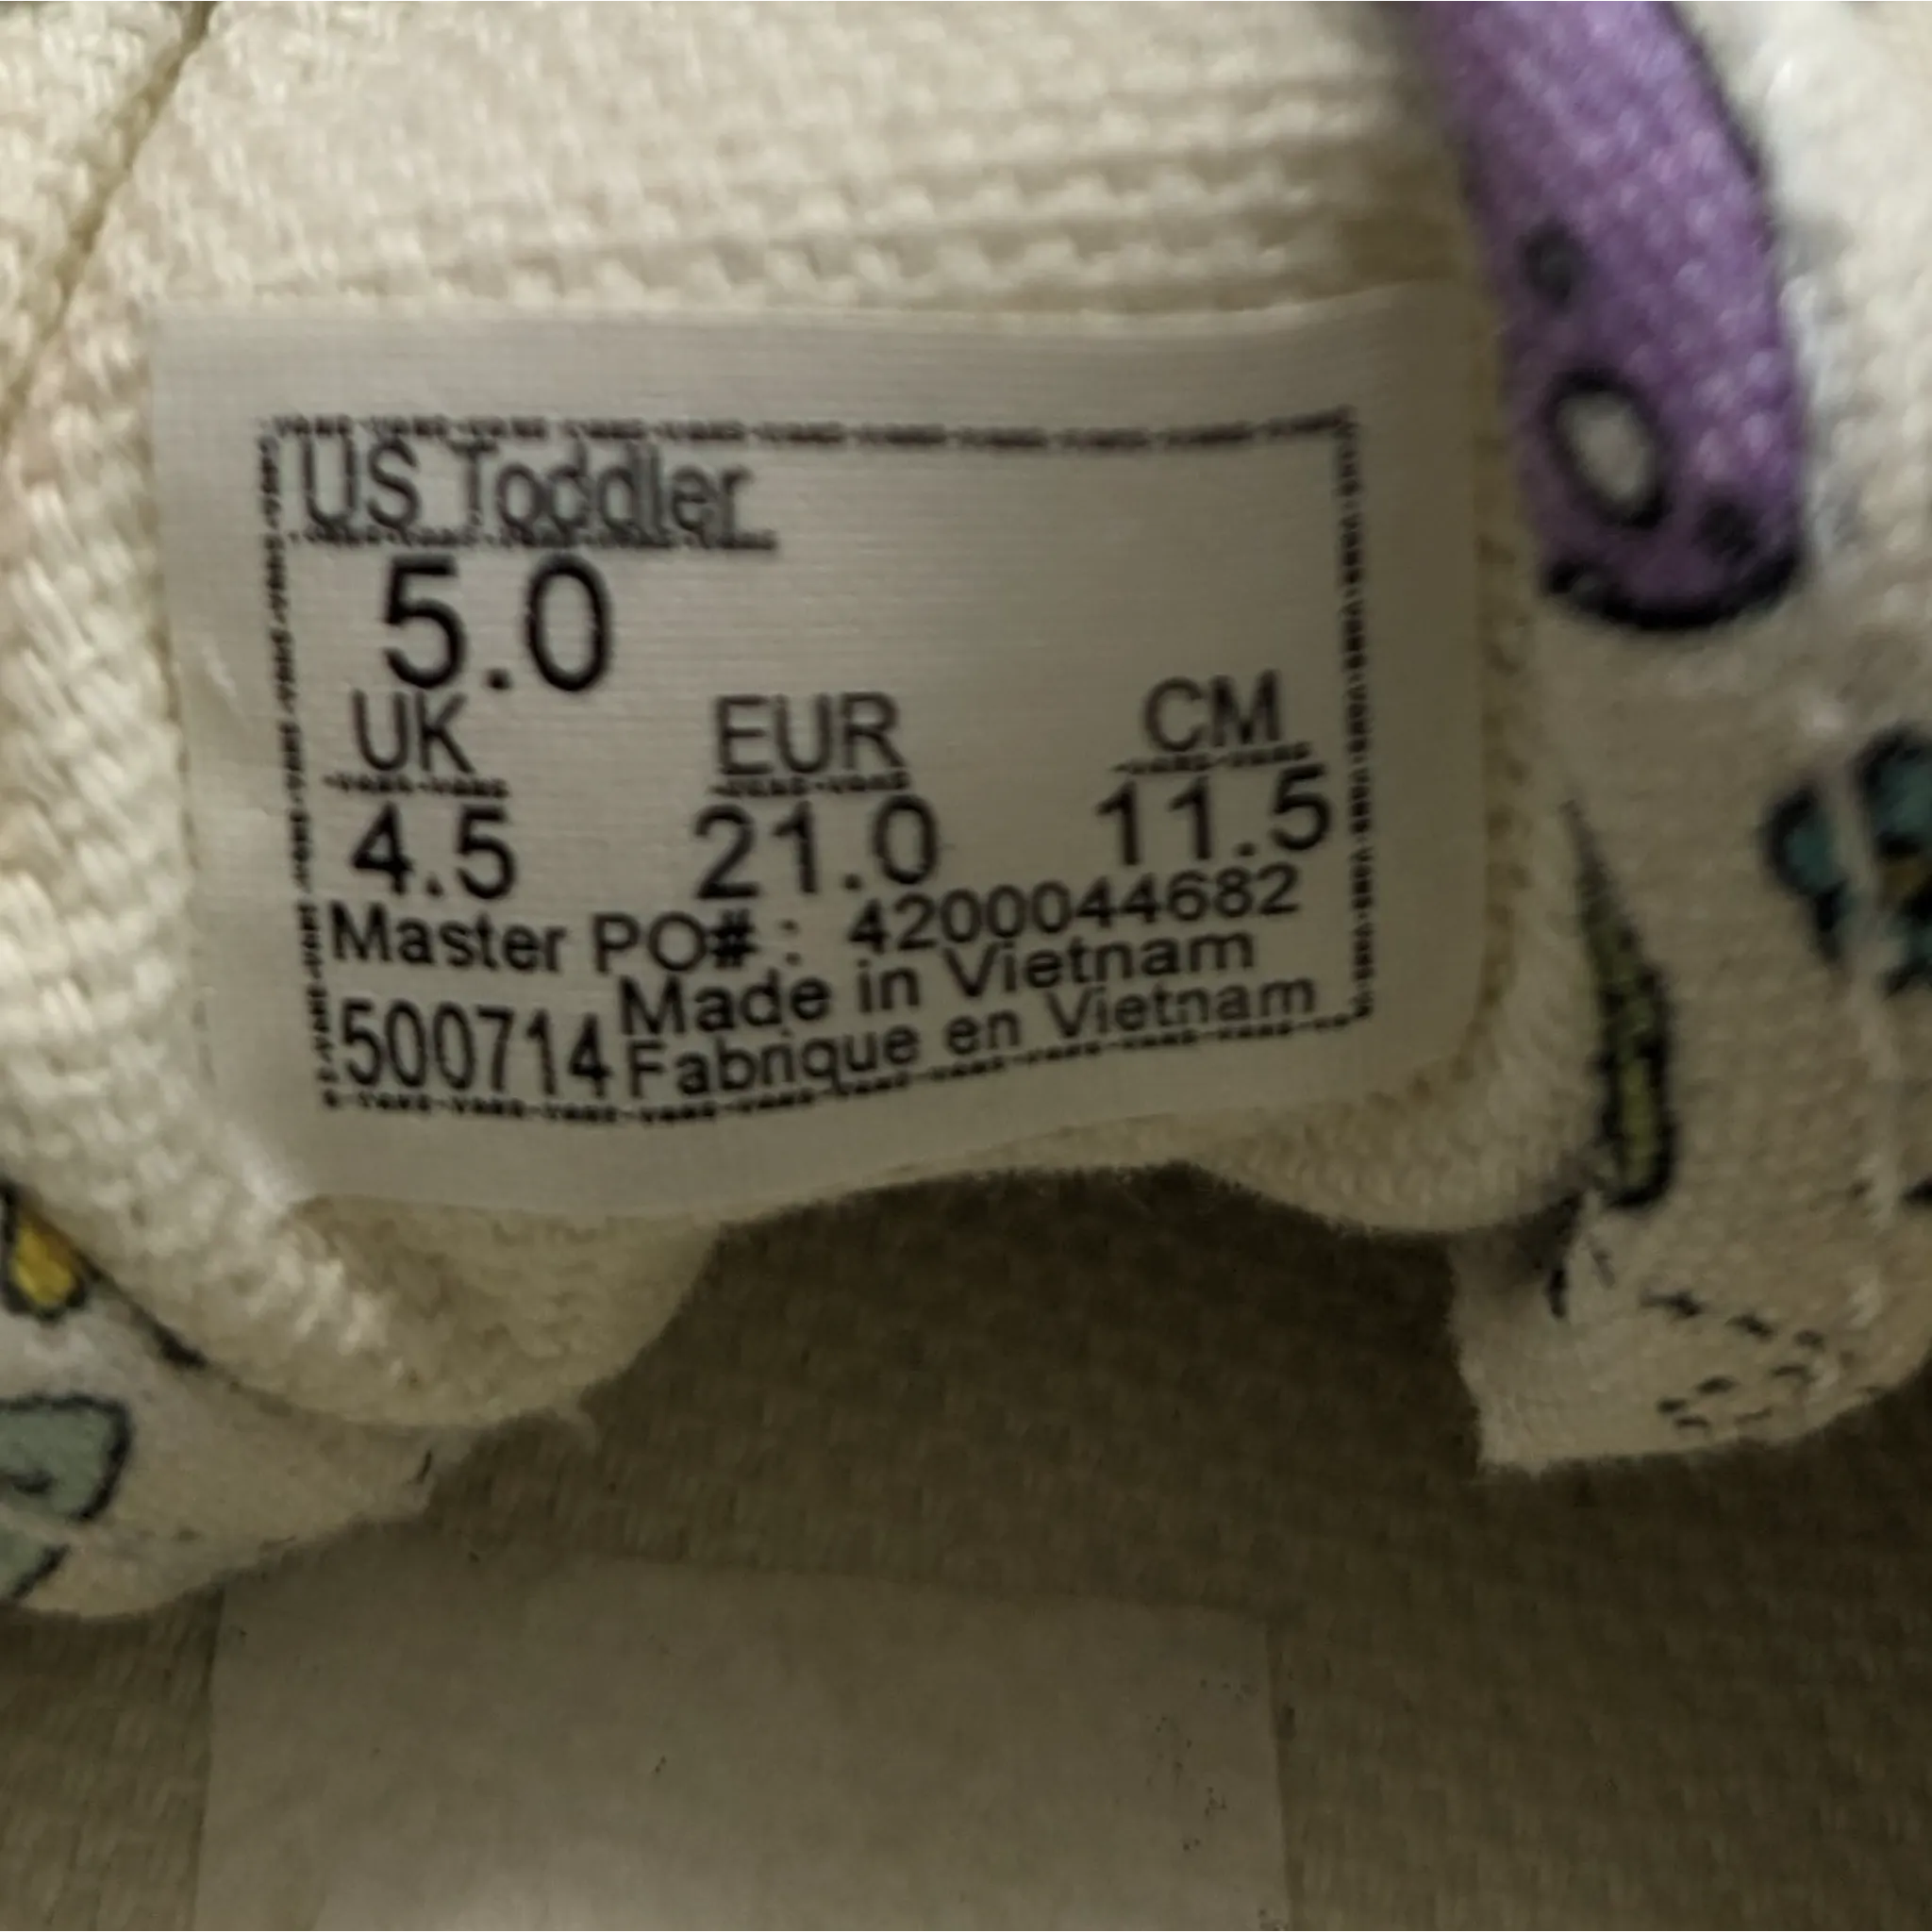 US Toddler
5.0
UK EUR CM
4.5 21.0 11.5
Master PO# : 4200044682
Made in Vietnam
500714 Fabrique en Vietnam